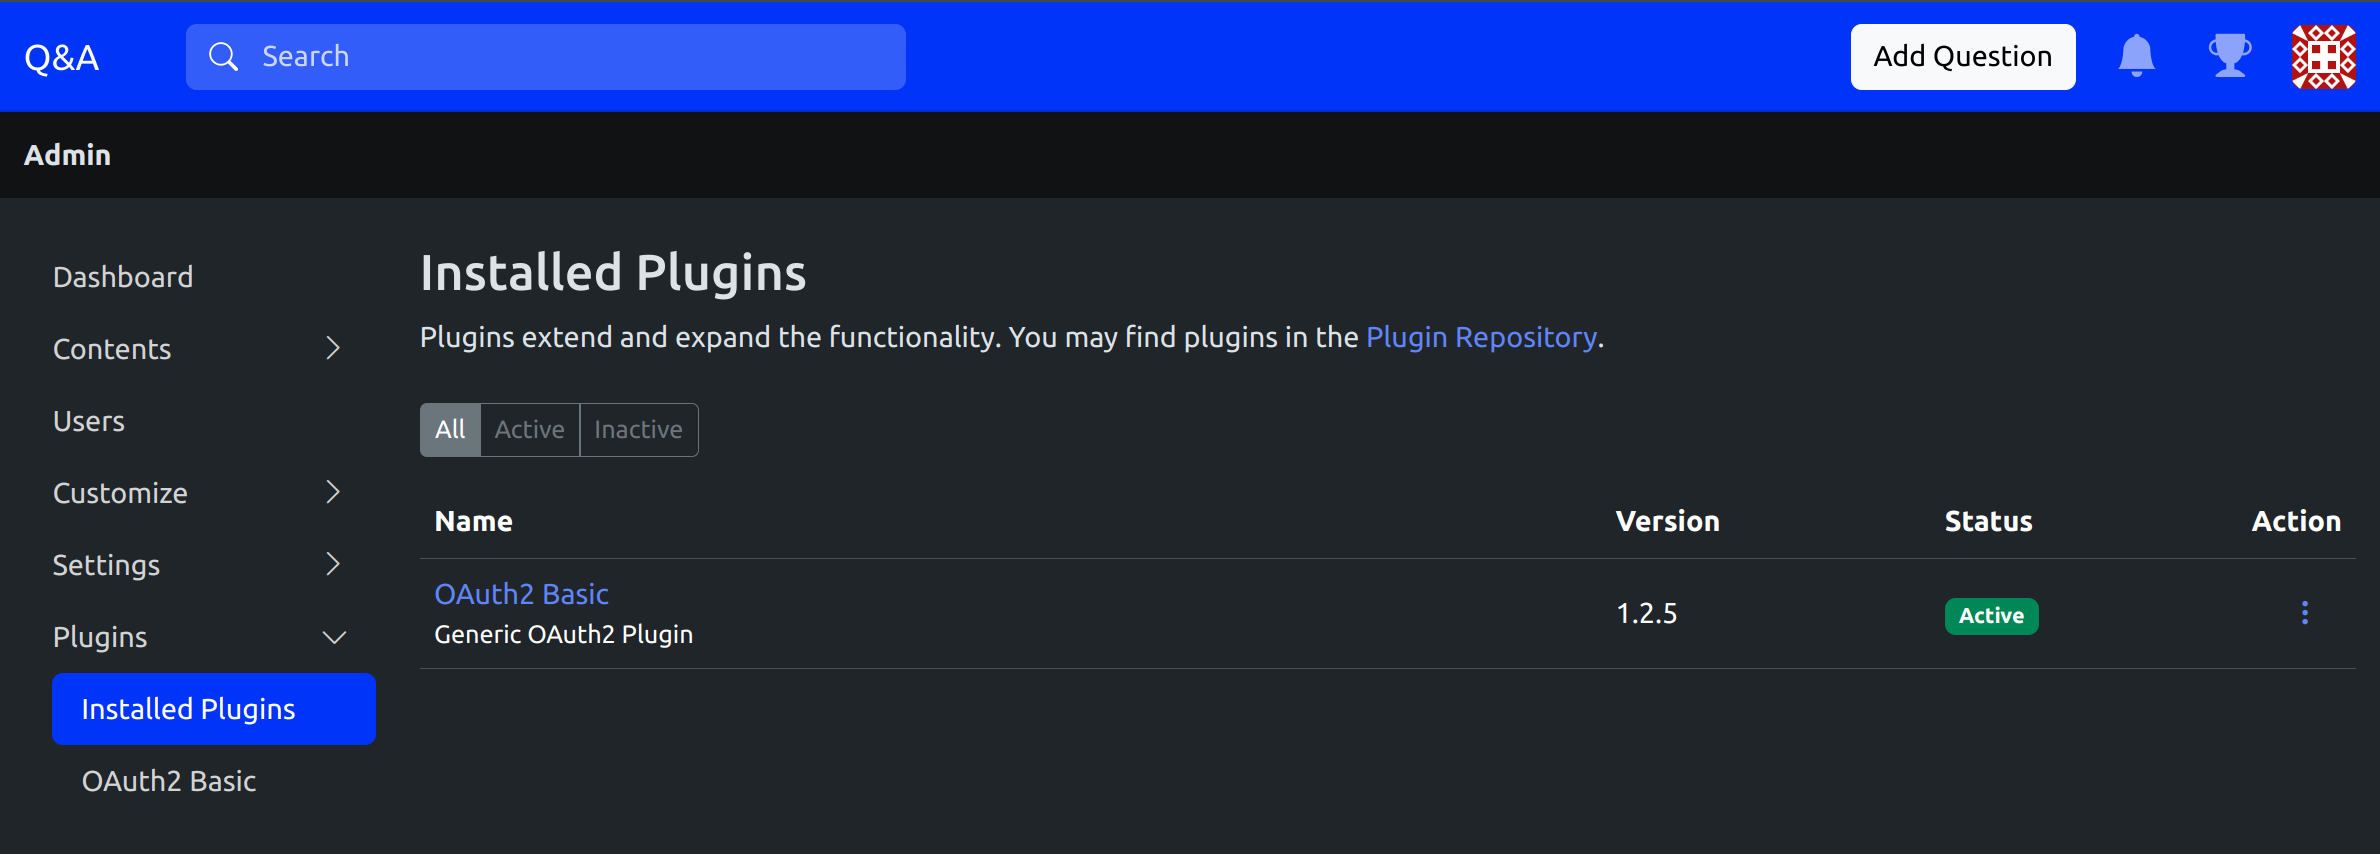 Q&A
Search
Add Question
Admin
Dashboard
Contents
Users
Customize
Settings
Plugins
Installed Plugins
OAuth2 Basic
Installed Plugins
Plugins extend and expand the functionality. You may find plugins in the Plugin Repository.
All Active Inactive
Name Version Status Action
OAuth2 Basic
Generic OAuth2 Plugin
1.2.5
Active